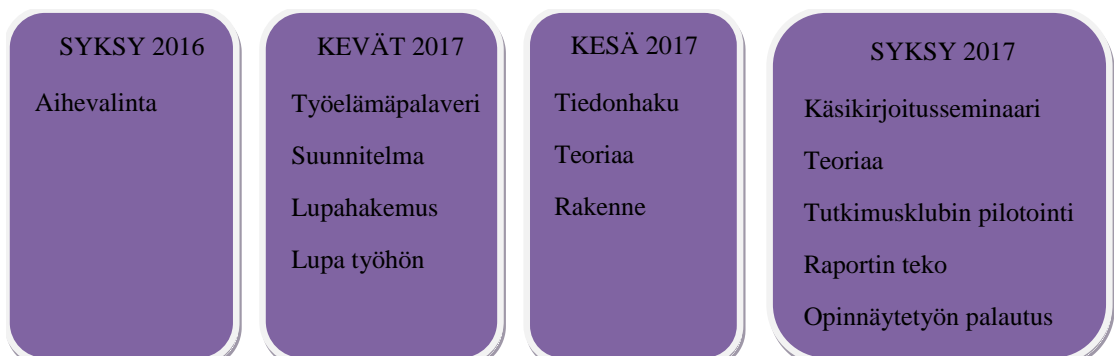 SYKSY 2016
Aihevalinta
KEVÄT 2017
Työelämäpalaveri
Suunnitelma
Lupahakemus
Lupa työhön
KESÄ 2017
Tiedonhaku
Teoriaa
Rakenne
SYKSY 2017
Käsikirjoitusseminaari
Teoriaa
Tutkimusklubin pilotointi
Raportin teko
Opinnäytetyön palautus